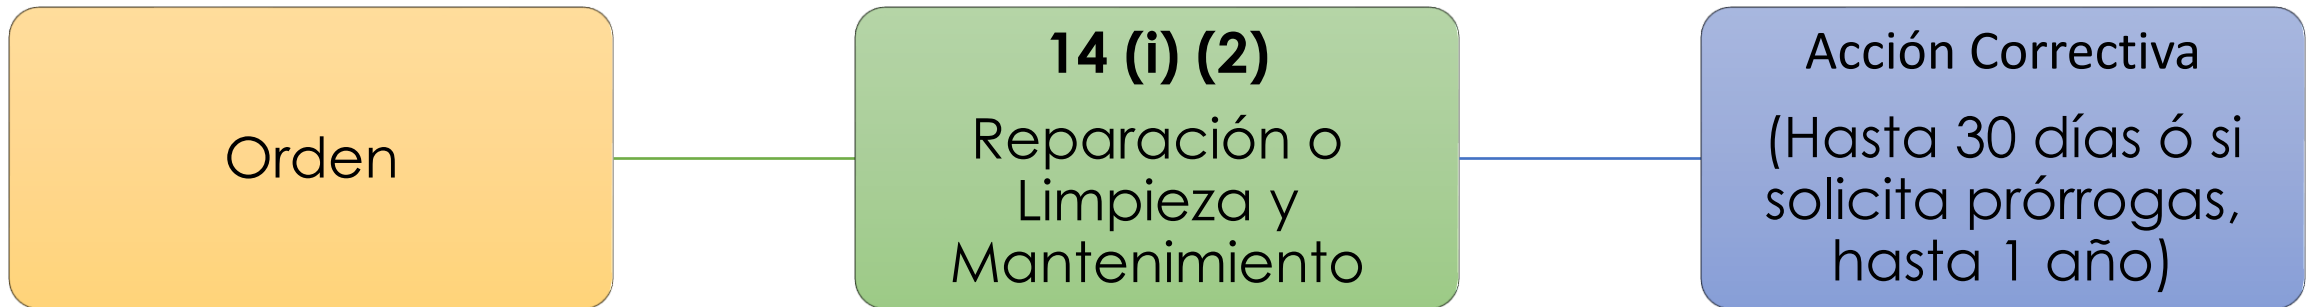 Orden
14 (i) (2)
Reparación o
Limpieza y
Mantenimiento
Acción Correctiva
(Hasta 30 días ó si
solicita prórrogas,
hasta 1 año)